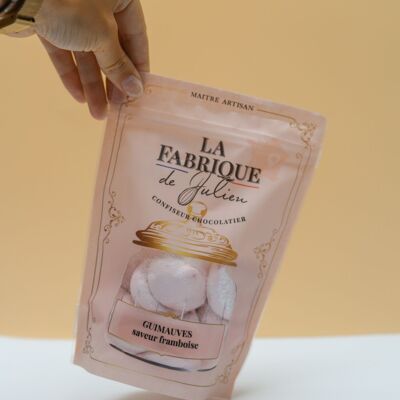 MAITRE ARTISAN
LA
FABRIQUE
de Julien
CONFISEUR CHOCOLATIER
GUIMAUVES
saveur framboise